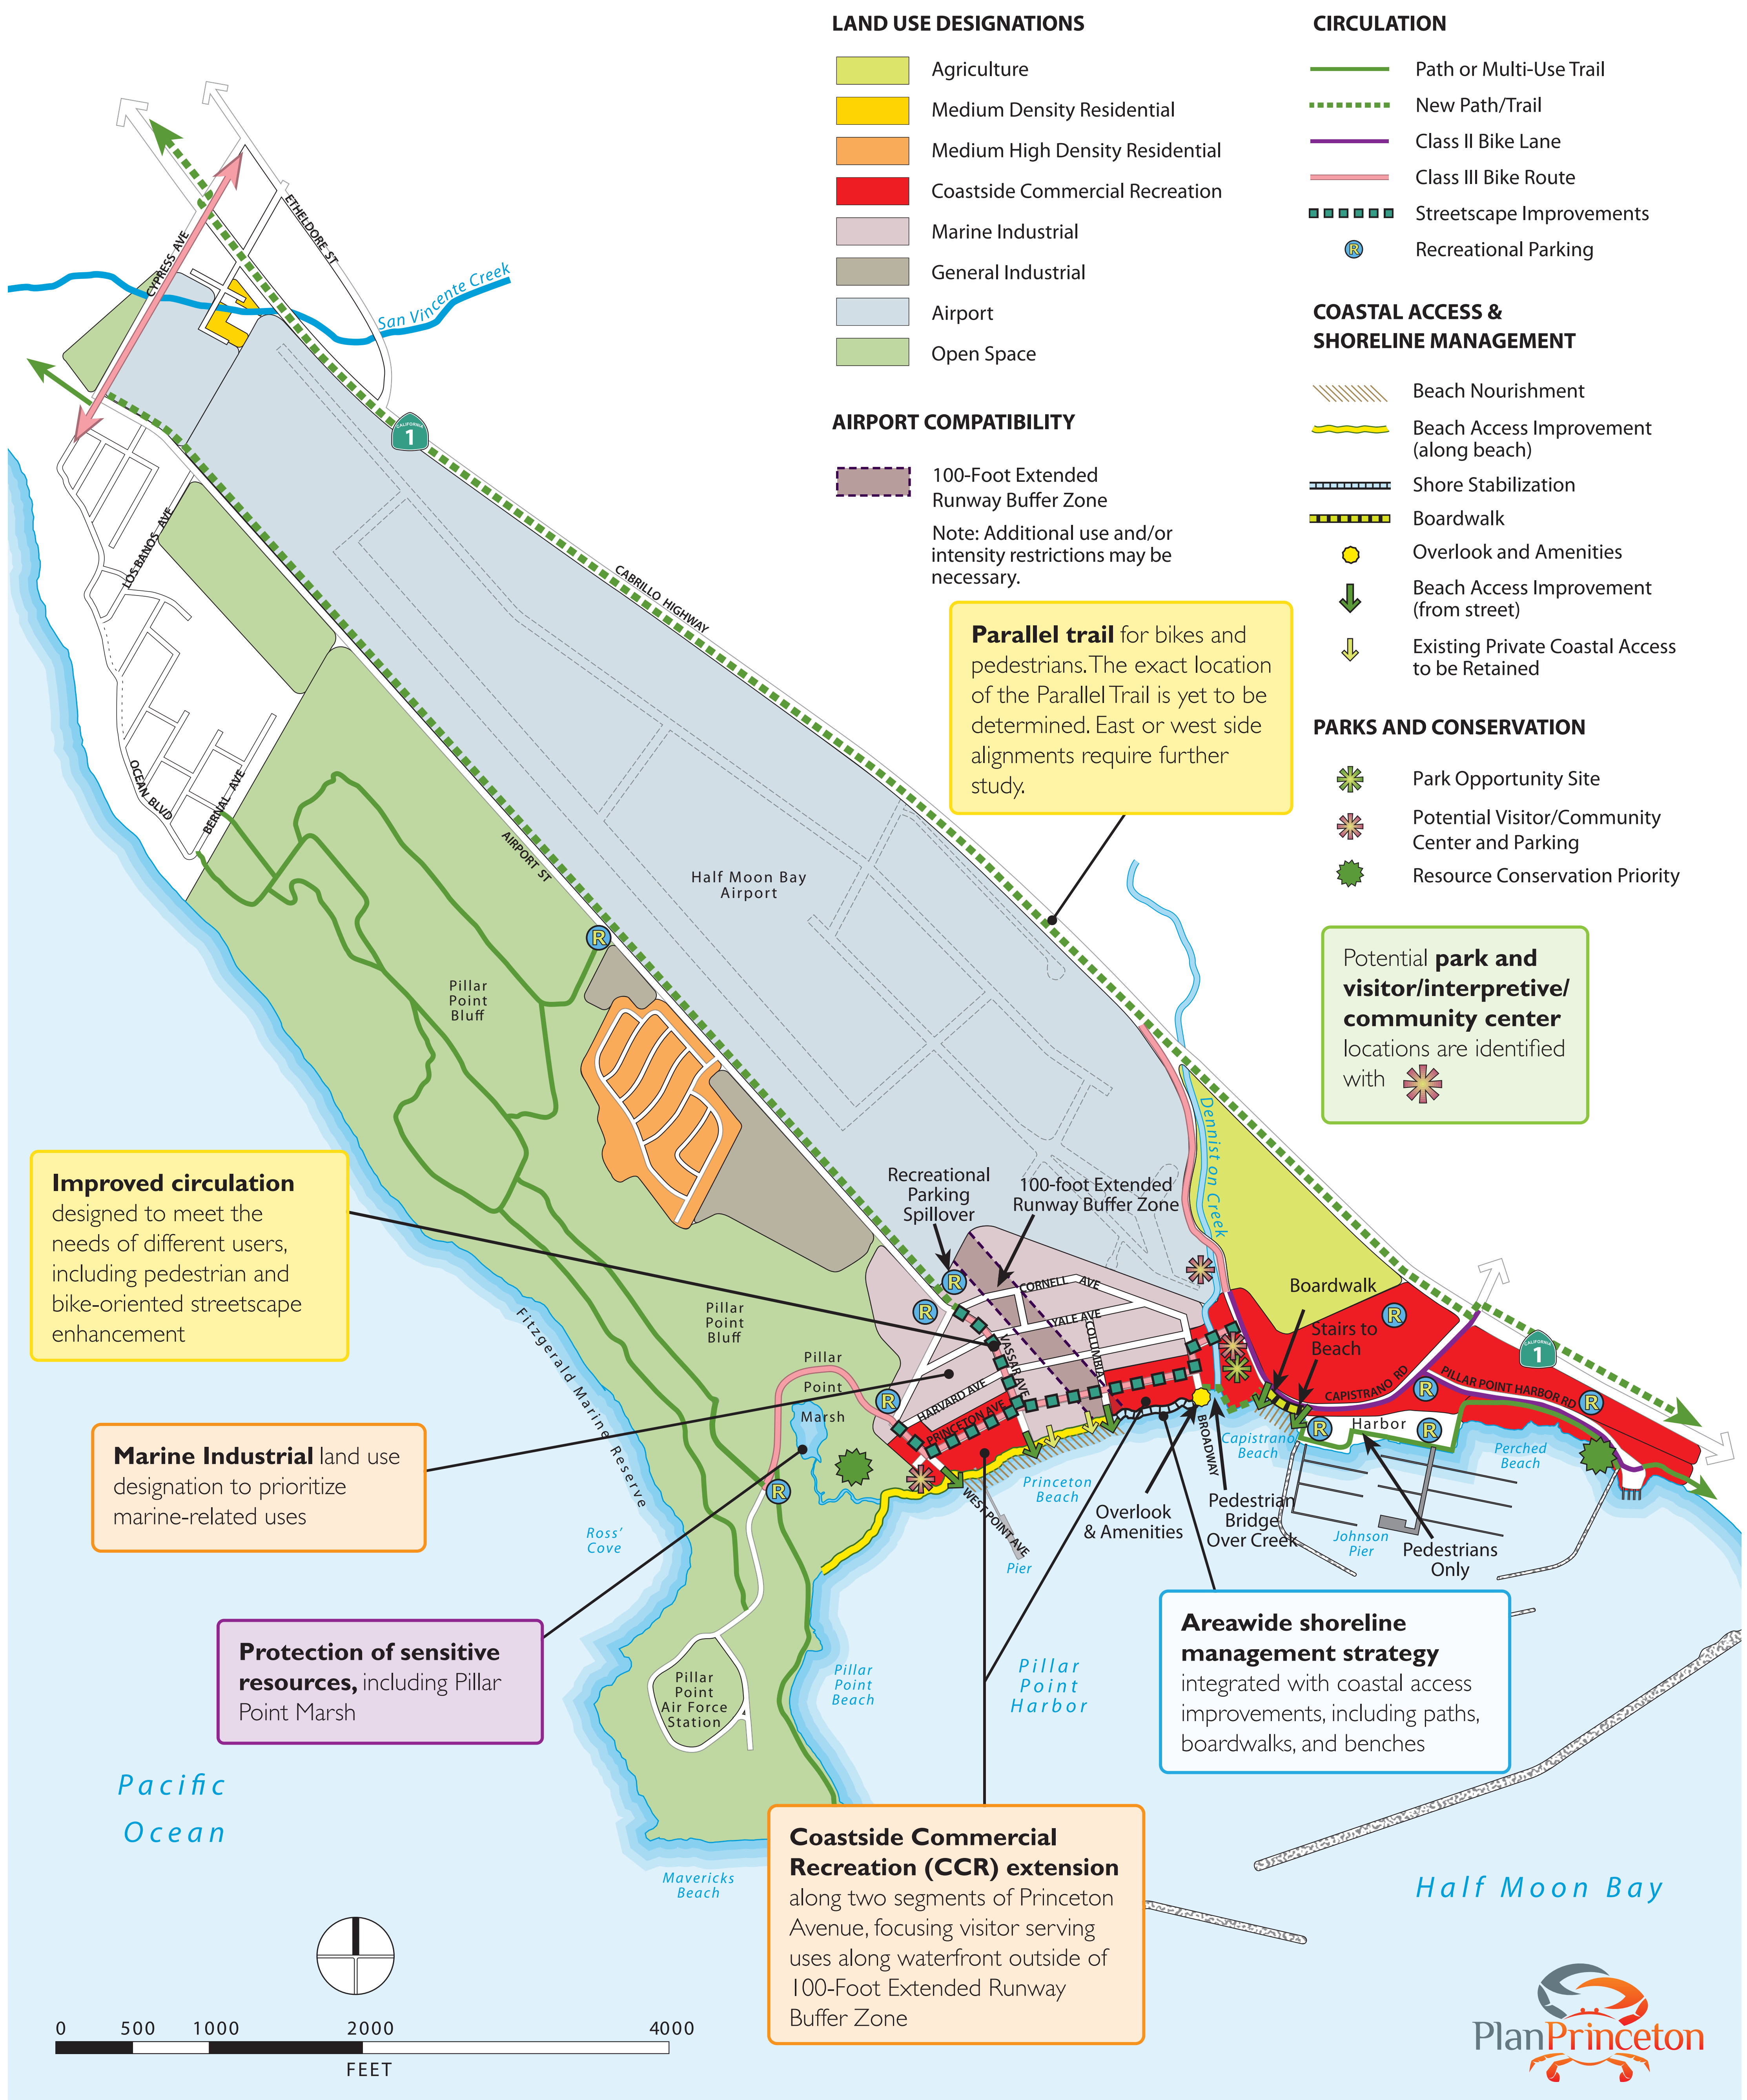 LAND USE DESIGNATIONS
Agriculture
Medium Density Residential
Medium High Density Residential
Coastside Commercial Recreation
Marine Industrial
General Industrial
Airport
Open Space
AIRPORT COMPATIBILITY
100-Foot Extended
Runway Buffer Zone
Note: Additional use and/or
intensity restrictions may be
necessary.
CIRCULATION
Path or Multi-Use Trail
New Path/Trail
Class II Bike Lane
Class III Bike Route
Streetscape Improvements
R
Recreational Parking
COASTAL ACCESS &
SHORELINE MANAGEMENT
Beach Nourishment
Beach Access Improvement
(along beach)
Shore Stabilization
Boardwalk
Overlook and Amenities
Beach Access Improvement
(from street)
Existing Private Coastal Access
to be Retained
PARKS AND CONSERVATION
Park Opportunity Site
Potential Visitor/Community
Center and Parking
Resource Conservation Priority
Parallel trail for bikes and
pedestrians. The exact location
of the Parallel Trail is yet to be
determined. East or west side
alignments require further
study.
Potential park and
visitor/interpretive/
community center
locations are identified
with
ETHELDORE ST
CYPRESS AVE
San Vincente Creek
CALIFORNIA
1
LOS BANOS AVE
CABRILLO HIGHWAY
OCEAN BLVD
BERNAL AVE
AIRPORT ST
Half Moon Bay
Airport
R
Pillar
Point
Bluff
Denniston Creek
Improved circulation
designed to meet the
needs of different users,
including pedestrian and
bike-oriented streetscape
enhancement
Recreational
Parking
Spillover
100-foot Extended
Runway Buffer Zone
R
R
CORNELL AVE
YALE AVE
COLUMBIA
VASSAR AVE
HARVARD AVE
PRINCETON AVE
BROADWAY
WEST POINT AVE
Boardwalk
Stairs to
Beach
R
CAPISTRANO RD
PILLAR POINT HARBOR RD
CALIFORNIA
1
R
R
R
R
Harbor
Fitzgerald Marine Reserve
Pillar
Point
Bluff
Pillar
Point
Marsh
R
R
Capistrano
Beach
Perched
Beach
Princeton
Beach
Overlook
& Amenities
Pedestrian
Bridge
Over Creek
Johnson
Pier
Pedestrians
Only
Pier
Ross'
Cove
Marine Industrial land use
designation to prioritize
marine-related uses
Protection of sensitive
resources, including Pillar
Point Marsh
Areawide shoreline
management strategy
integrated with coastal access
improvements, including paths,
boardwalks, and benches
Pillar
Point
Air Force
Station
Pillar
Point
Beach
Pillar
Point
Harbor
Pacific
Ocean
Mavericks
Beach
Coastside Commercial
Recreation (CCR) extension
along two segments of Princeton
Avenue, focusing visitor serving
uses along waterfront outside of
100-Foot Extended Runway
Buffer Zone
Half Moon Bay
0 500 1000 2000 4000
FEET
PlanPrinceton